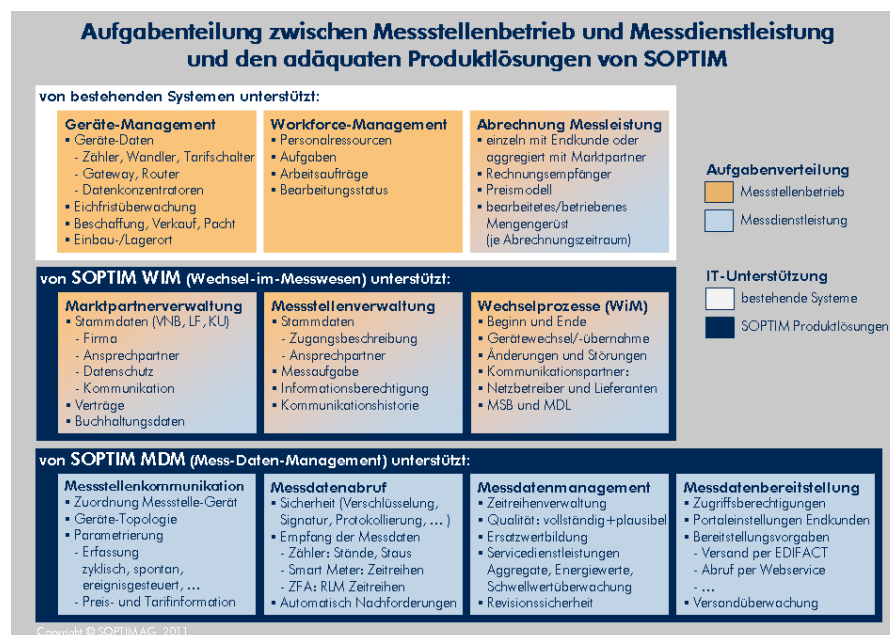 Aufgabenteilung zwischen Messstellenbetrieb und Messdienstleistung
und den adäquaten Produktlösungen von SOPTIM
von bestehenden Systemen unterstützt:
Geräte-Management
▪ Geräte-Daten
- Zähler, Wandler, Tarifschalter
- Gateway, Router
- Datenkonzentratoren
▪ Eichfristüberwachung
▪ Beschaffung, Verkauf, Pacht
▪ Einbau-/Lagerort
Workforce-Management
▪ Personalressourcen
▪ Aufgaben
▪ Arbeitsaufträge
▪ Bearbeitungsstatus
Abrechnung Messleistung
▪ einzeln mit Endkunde oder
aggregiert mit Marktpartner
▪ Rechnungsempfänger
▪ Preismodell
▪ bearbeitetes/betriebenes
Mengengerüst
(je Abrechnungszeitraum)
Aufgabenverteilung
Messstellenbetrieb
Messdienstleistung
IT-Unterstützung
bestehende Systeme
SOPTIM Produktlösungen
von SOPTIM WIM (Wechsel-im-Messwesen) unterstützt:
Marktpartnerverwaltung
▪ Stammdaten (VNB, LF, KU)
- Firma
- Ansprechpartner
- Datenschutz
- Kommunikation
▪ Verträge
▪ Buchhaltungsdaten
Messstellenverwaltung
▪ Stammdaten
- Zugangsbeschreibung
- Ansprechpartner
▪ Messaufgabe
▪ Informationsberechtigung
▪ Kommunikationshistorie
Wechselprozesse (WiM)
▪ Beginn und Ende
▪ Gerätewechsel/-übernahme
▪ Änderungen und Störungen
▪ Kommunikationspartner:
▪ Netzbetreiber und Lieferanten
▪ MSB und MDL
von SOPTIM MDM (Mess-Daten-Management) unterstützt:
Messstellenkommunikation
▪ Zuordnung Messstelle-Gerät
▪ Geräte-Topologie
▪ Parametrierung
- Erfassung
zyklisch, spontan,
ereignisgesteuert, ...
- Preis- und Tarifinformation
Messdatenabruf
▪ Sicherheit (Verschlüsselung,
Signatur, Protokollierung, ... )
▪ Empfang der Messdaten
- Zähler: Stände, Staus
- Smart Meter: Zeitreihen
- ZFA: RLM Zeitreihen
▪ Automatisch Nachforderungen
Messdatenmanagement
▪ Zeitreihenverwaltung
▪ Qualität: vollständig+plausibel
▪ Ersatzwertbildung
▪ Servicedienstleistungen
Aggregate, Energiewerte,
Schwellwertüberwachung
▪ Revisionssicherheit
Messdatenbereitstellung
▪ Zugriffsberechtigungen
▪ Portaleinstellungen Endkunden
▪ Bereitstellungsvorgaben
- Versand per EDIFACT
- Abruf per Webservice
- ...
▪ Versandüberwachung
Copyright © SOPTIM AG, 2011